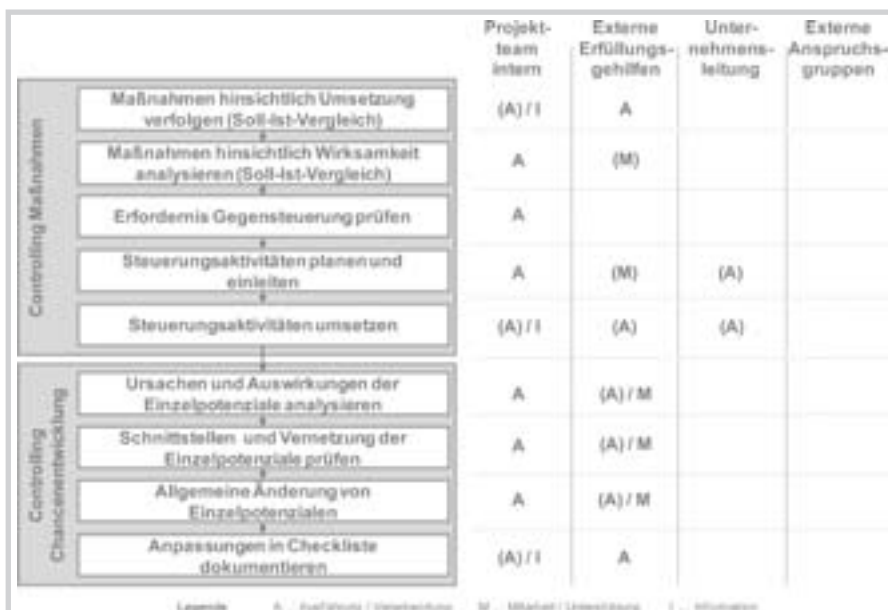 Projekt-
team
intern
Externe
Erfüllungs-
gehilfen
Unter-
nehmens-
leitung
Externe
Anspruchs-
gruppen
Controlling Maßnahmen
Maßnahmen hinsichtlich Umsetzung
verfolgen (Soll-Ist-Vergleich)
(A) / I A
Maßnahmen hinsichtlich Wirksamkeit
analysieren (Soll-Ist-Vergleich)
A (M)
Erfordernis Gegensteuerung prüfen
A
Steuerungsaktivitäten planen und
einleiten
A (M) (A)
Steuerungsaktivitäten umsetzen
(A) / I (A) (A)
Controlling
Chancenentwicklung
Ursachen und Auswirkungen der
Einzelpotenziale analysieren
A (A) / M
Schnittstellen und Vernetzung der
Einzelpotenziale prüfen
A (A) / M
Allgemeine Änderung von
Einzelpotenzialen
A (A) / M
Anpassungen in Checkliste
dokumentieren
(A) / I A
Legende